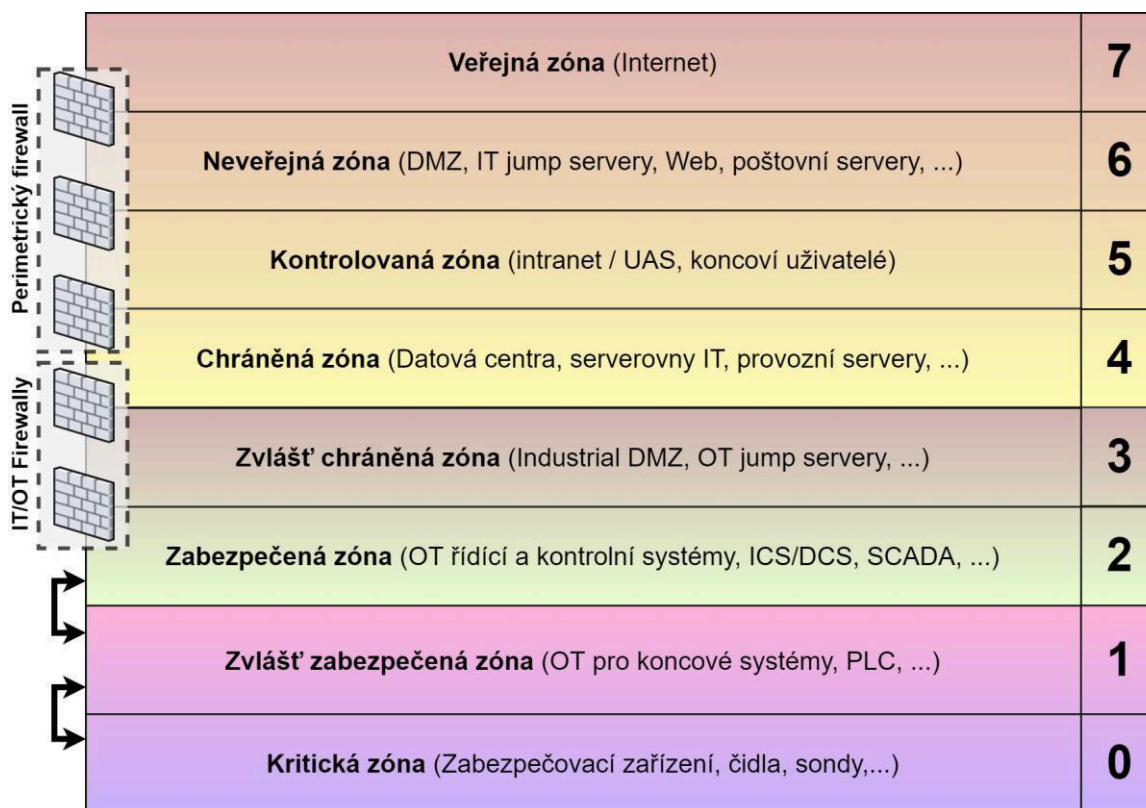 Perimetrický firewall
IT/OT Firewally
Veřejná zóna (Internet)
7
Neveřejná zóna (DMZ, IT jump servery, Web, poštovní servery, ...)
6
Kontrolovaná zóna (intranet / UAS, koncoví uživatelé)
5
Chráněná zóna (Datová centra, serverovny IT, provozní servery, ...)
4
Zvlášť chráněná zóna (Industrial DMZ, OT jump servery, ...)
3
Zabezpečená zóna (OT řídící a kontrolní systémy, ICS/DCS, SCADA, ...)
2
Zvlášť zabezpečená zóna (OT pro koncové systémy, PLC, ...)
1
Kritická zóna (Zabezpečovací zařízení, čidla, sondy,...)
0